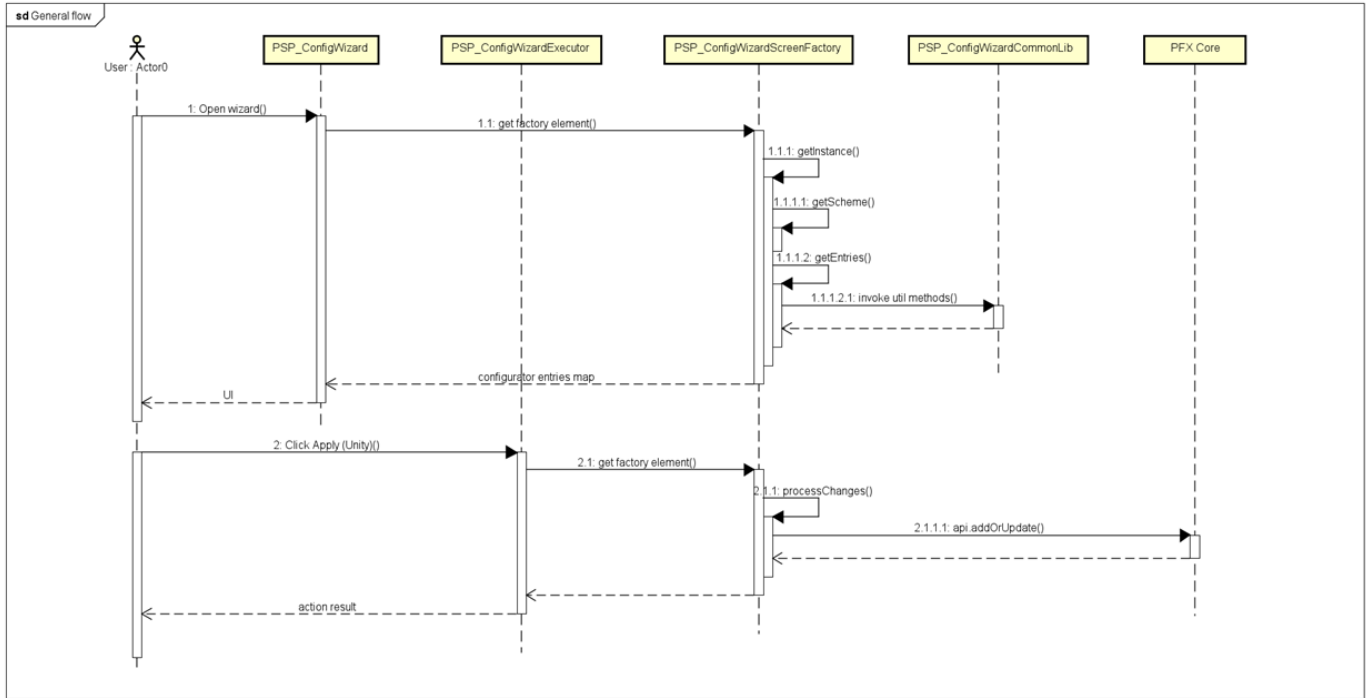 sd General flow
User : Actor0
PSP_ConfigWizard
PSP_ConfigWizardExecutor
PSP_ConfigWizardScreenFactory
PSP_ConfigWizardCommonLib
PFX Core
1: Open wizard()
1.1: get factory element()
1.1.1: getInstance()
1.1.1.1: getScheme()
1.1.1.2: getEntries()
1.1.1.2.1: invoke util methods()
configurator entries map
UI
2: Click Apply (Unity)()
2.1: get factory element()
2.1.1: processChanges()
2.1.1.1: api.addOrUpdate()
action result